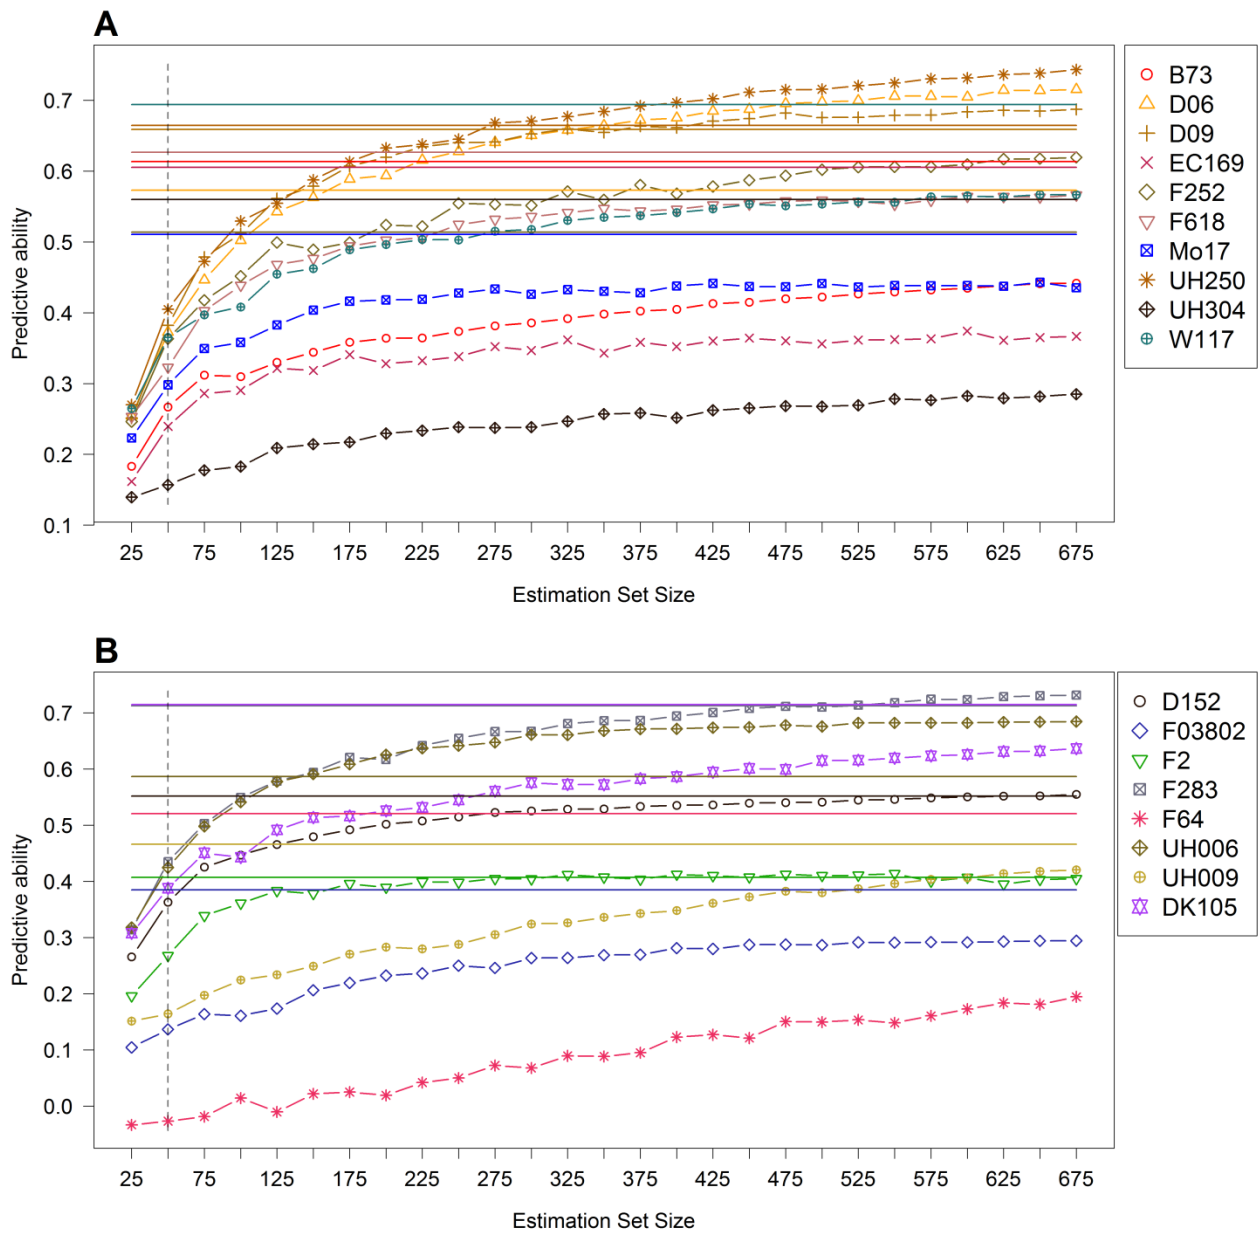 A
0.7
0.6
0.5
0.4
0.3
0.2
0.1
Predictive ability
25 75 125 175 225 275 325 375 425 475 525 575 625 675
Estimation Set Size
B73
D06
D09
EC169
F252
F618
Mo17
UH250
UH304
W117
B
0.7
0.6
0.5
0.4
0.3
0.2
0.1
0.0
Predictive ability
25 75 125 175 225 275 325 375 425 475 525 575 625 675
Estimation Set Size
D152
F03802
F2
F283
F64
UH006
UH009
DK105